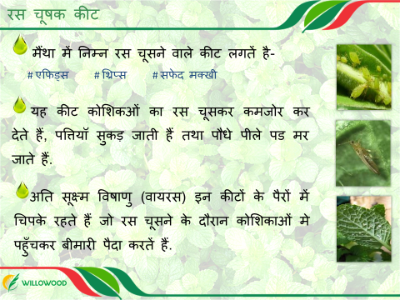 रस चूषक कीट
मैंथा में निम्न रस चूसने वाले कीट लगतें है-
# एफिड्स # थ्रिप्स # सफेद मक्खी
यह कीट कोशिकओं का रस चूसकर कमजोर कर
देते हैं, पत्तियाँ सुकड़ जाती हैं तथा पौधे पीले पड मर
जाते हैं.
अति सूक्ष्म विषाणु (वायरस) इन कीटों के पैरों में
चिपके रहते हैं जो रस चूसने के दौरान कोशिकाओं मे
पहुँचकर बीमारी पैदा करतें हैं.
WILLOWOOD